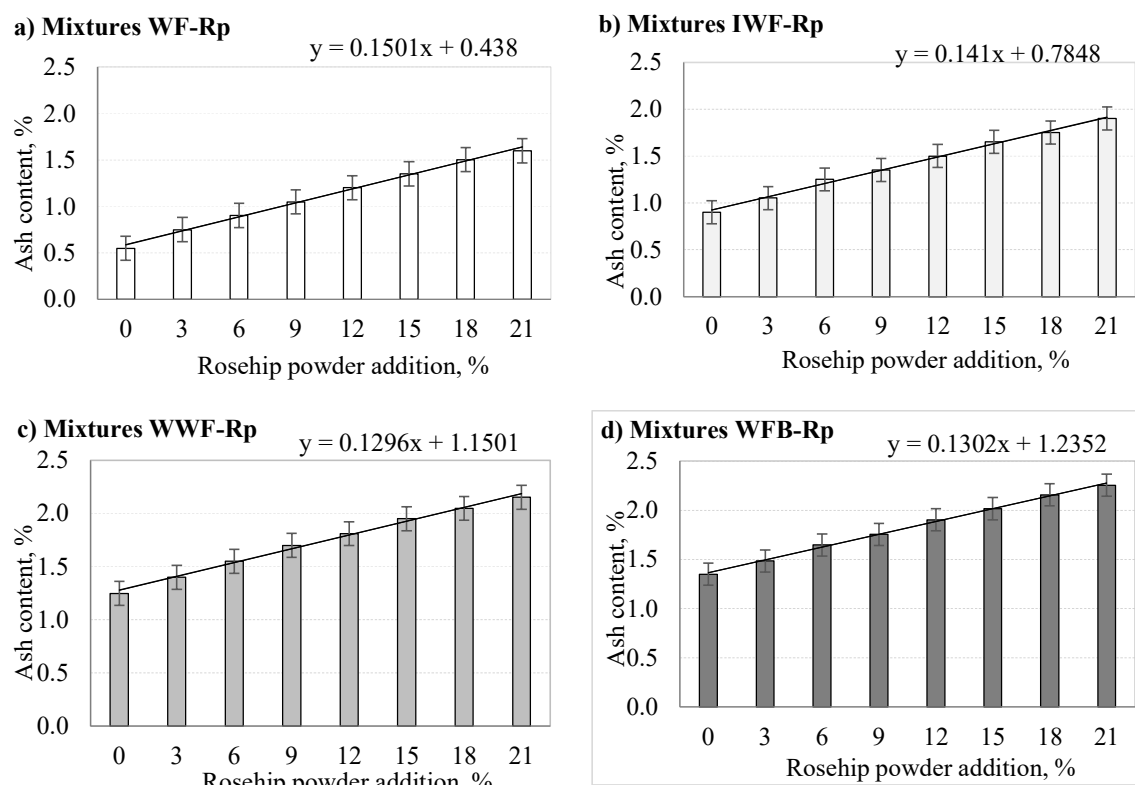 a) Mixtures WF-Rp
y = 0.1501x + 0.438
Ash content, %
2.5
2.0
1.5
1.0
0.5
0.0
0 3 6 9 12 15 18 21
Rosehip powder addition, %
b) Mixtures IWF-Rp
y = 0.141x + 0.7848
Ash content, %
2.5
2.0
1.5
1.0
0.5
0.0
0 3 6 9 12 15 18 21
Rosehip powder addition, %
c) Mixtures WWF-Rp
y = 0.1296x + 1.1501
Ash content, %
2.5
2.0
1.5
1.0
0.5
0.0
0 3 6 9 12 15 18 21
Rosehip powder addition, %
d) Mixtures WFB-Rp
y = 0.1302x + 1.2352
Ash content, %
2.5
2.0
1.5
1.0
0.5
0.0
0 3 6 9 12 15 18 21
Rosehip powder addition, %